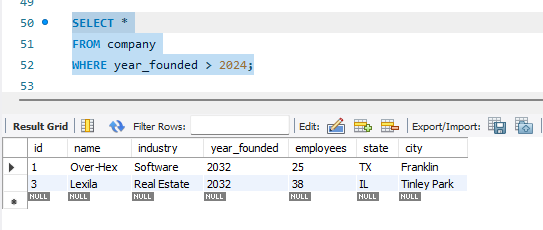 50 SELECT *
51 FROM company
52 WHERE year_founded > 2024;
53
Result Grid Filter Rows: Edit: Export/Import:
id name industry year_founded employees state city
1 Over-Hex Software 2032 25 TX Franklin
3 Lexila Real Estate 2032 38 IL Tinley Park
NULL NULL NULL NULL NULL NULL NULL